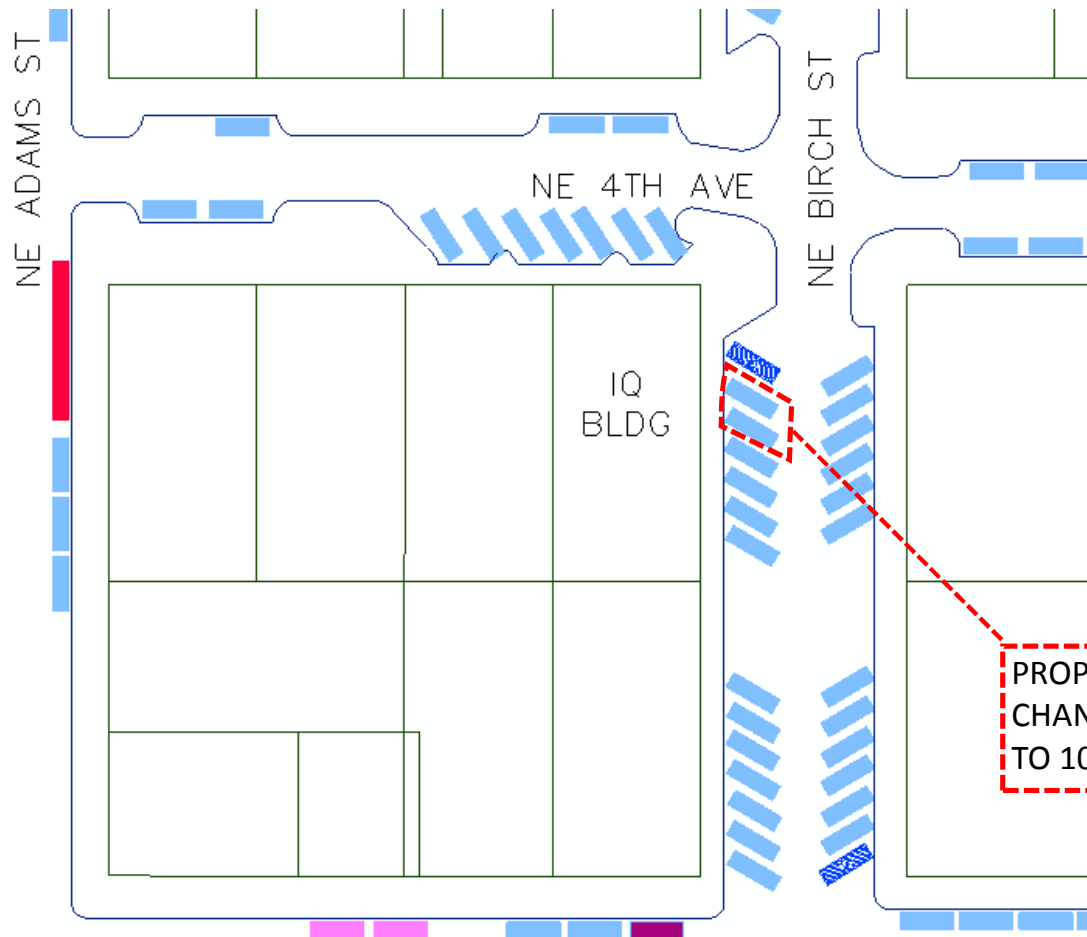 NE ADAMS ST
NE BIRCH ST
NE 4TH AVE
IQ
BLDG
PROP
CHAN
TO 10